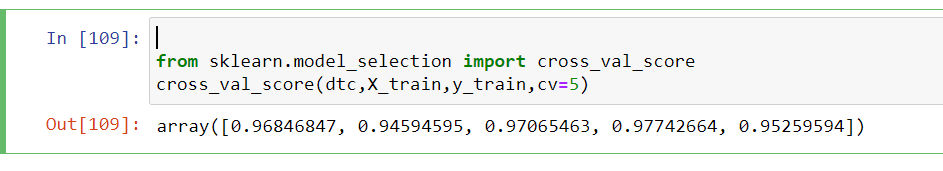 In [109]:
from sklearn.model_selection import cross_val_score
cross_val_score(dtc,X_train,y_train,cv=5)
Out[109]: array([0.96846847, 0.94594595, 0.97065463, 0.97742664, 0.95259594])